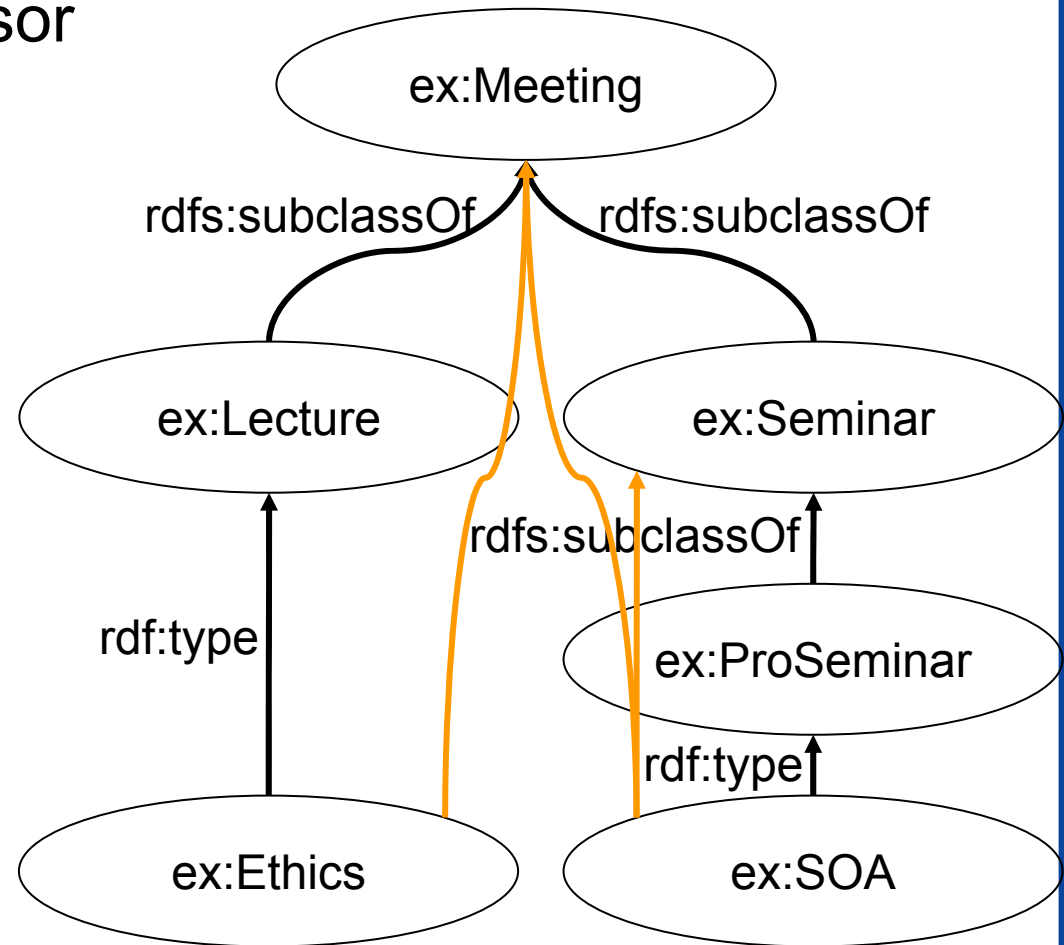 sor
ex:Meeting
rdfs:subclassOf rdfs:subclassOf
ex:Lecture ex:Seminar
rdfs:subclassOf
rdf:type
ex:ProSeminar
rdf:type
ex:Ethics ex:SOA